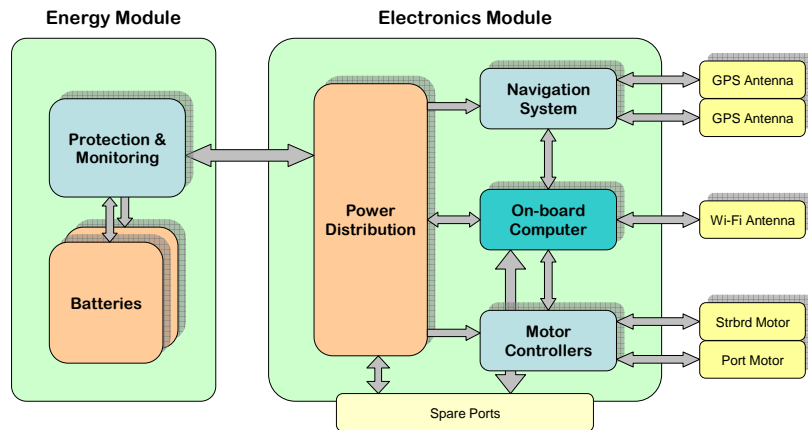 Energy Module
Electronics Module
Protection &
Monitoring
Batteries
Power
Distribution
Navigation
System
On-board
Computer
Motor
Controllers
GPS Antenna
GPS Antenna
Wi-Fi Antenna
Strbrd Motor
Port Motor
Spare Ports